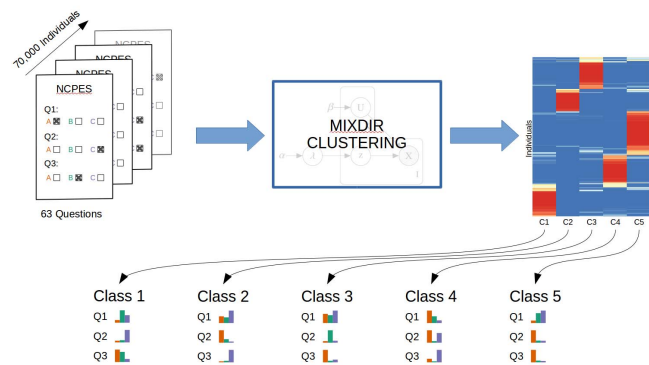 70,000 Individuals
NCPES
NCPES
NCPES
NCPES
Q1:
A B C
Q2:
A B C
Q3:
A B C
63 Questions
MIXDIR
CLUSTERING
β U
α λ z X
Individuals
C1 C2 C3 C4 C5
Class 1 Class 2 Class 3 Class 4 Class 5
Q1 Q1 Q1 Q1 Q1
Q2 Q2 Q2 Q2 Q2
Q3 Q3 Q3 Q3 Q3